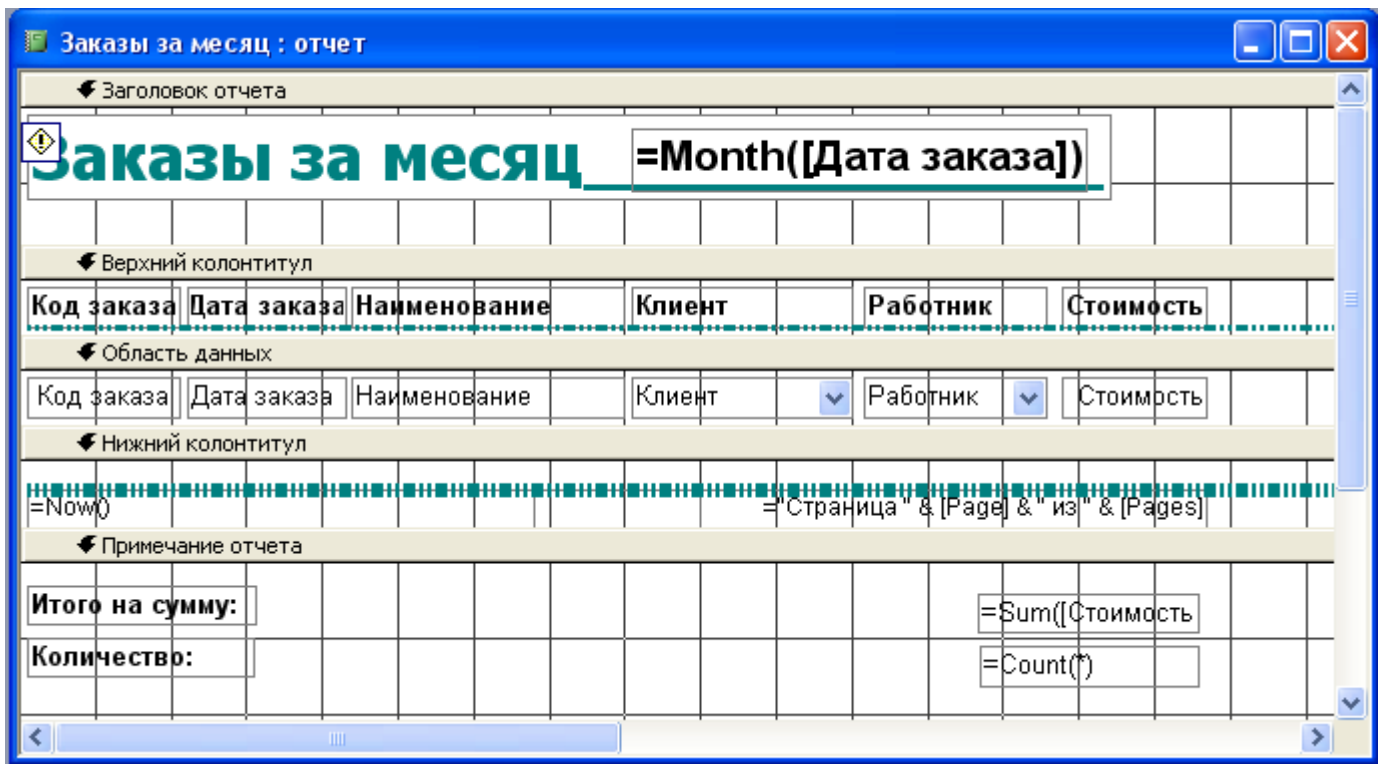 Заказы за месяц : отчет
Заголовок отчета
Заказы за месяц_ =Month([Дата заказа])
Верхний колонтитул
Код заказа Дата заказа Наименование Клиент Работник Стоимость
Область данных
Код заказа Дата заказа Наименование Клиент Работник Стоимость
Нижний колонтитул
=Now() ="Страница " & [Page] & " из " & [Pages]
Примечание отчета
Итого на сумму: =Sum([Стоимость
Количество: =Count(*)